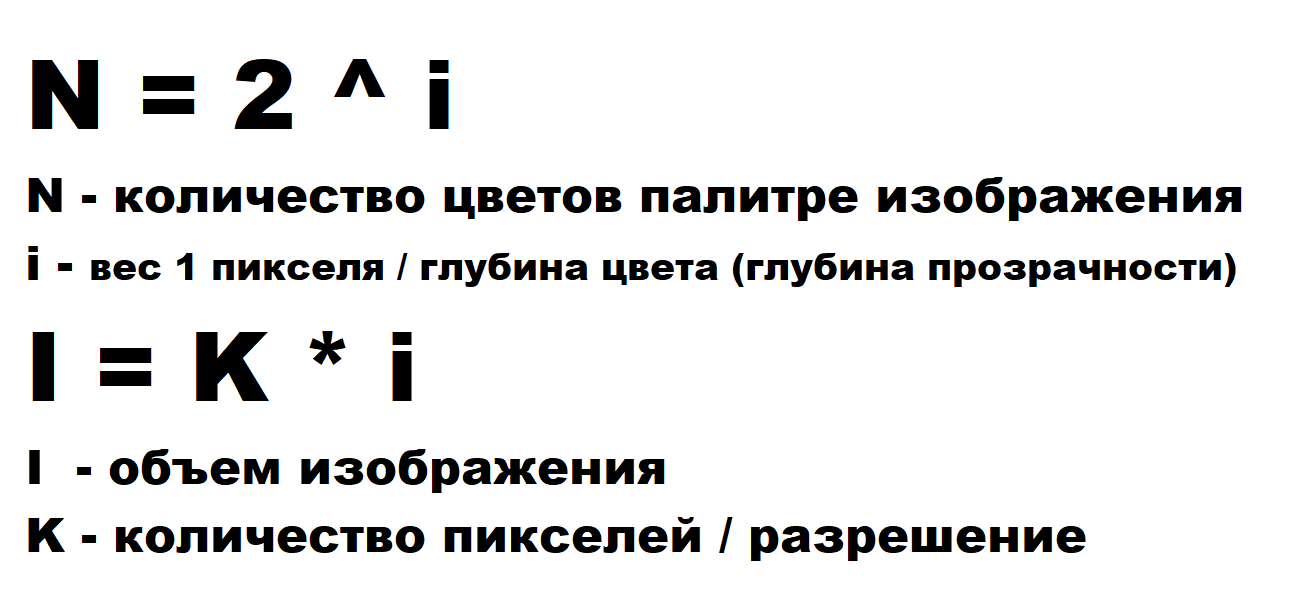 N = 2 ^ i
N - количество цветов палитре изображения
i - вес 1 пикселя / глубина цвета (глубина прозрачности)
I = K * i
I - объем изображения
K - количество пикселей / разрешение